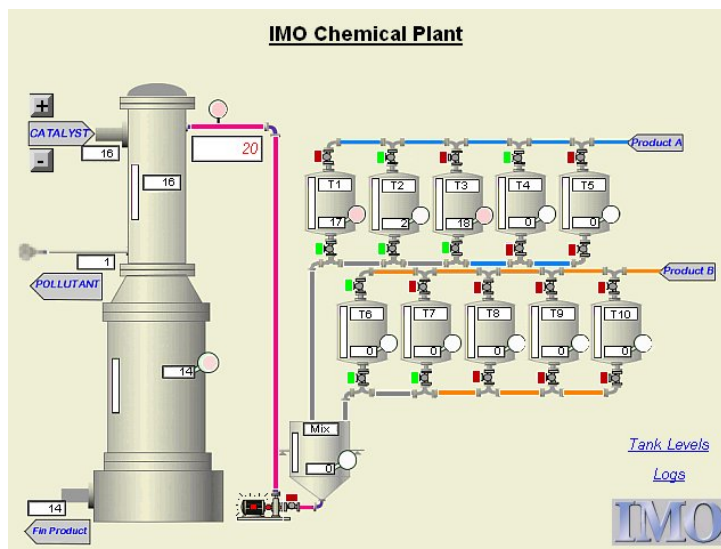 IMO Chemical Plant
+
CATALYST
-
16
16
20
1
POLLUTANT
14
14
Fin Product
Product A
T1
T2
T3
T4
T5
17
2
18
0
0
Product B
T6
T7
T8
T9
T10
0
0
0
0
0
Mix
0
Tank Levels
Logs
IMO